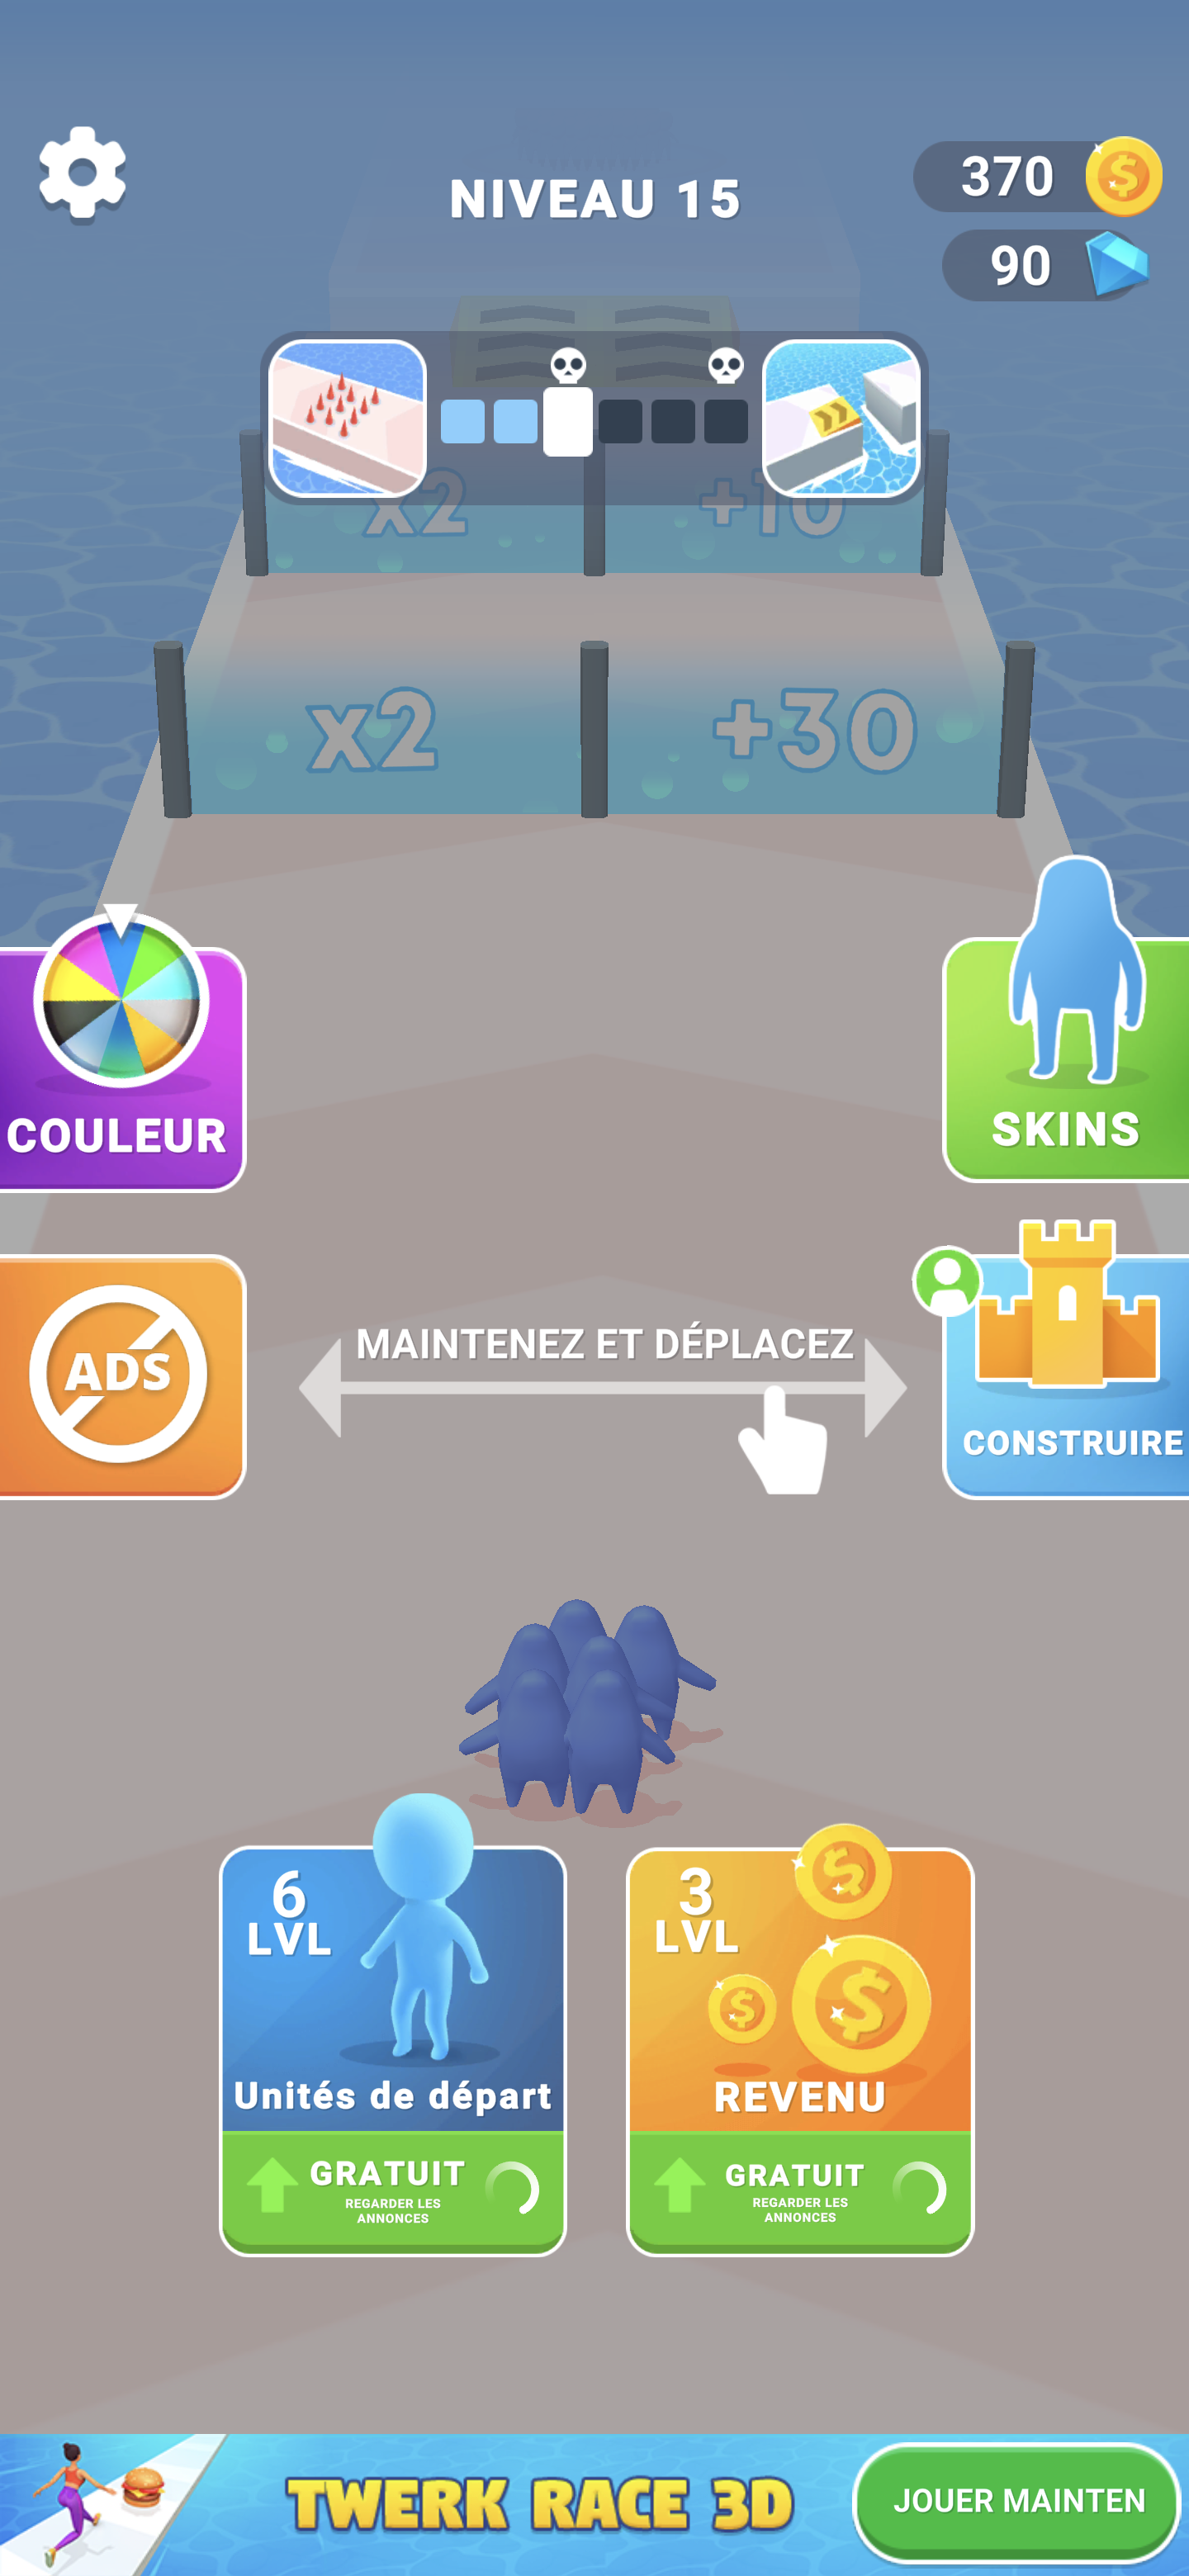 NIVEAU 15
370
90
x2 +10
x2 +30
COULEUR
SKINS
ADS
MAINTENEZ ET DÉPLACEZ
CONSTRUIRE
6
LVL
Unités de départ
GRATUIT
REGARDER LES
ANNONCES
3
LVL
REVENU
GRATUIT
REGARDER LES
ANNONCES
TWERK RACE 3D
JOUER MAINTEN